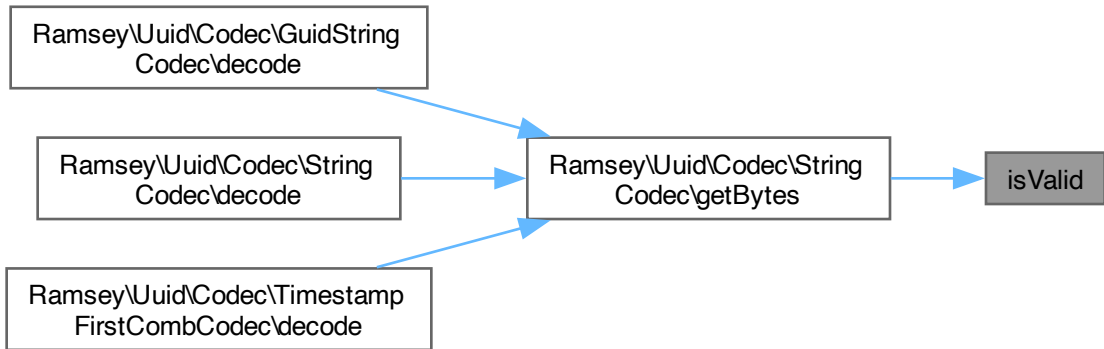 Ramsey\Uuid\Codec\GuidString
Codec\decode
Ramsey\Uuid\Codec\String
Codec\decode
Ramsey\Uuid\Codec\Timestamp
FirstCombCodec\decode
Ramsey\Uuid\Codec\String
Codec\getBytes
isValid